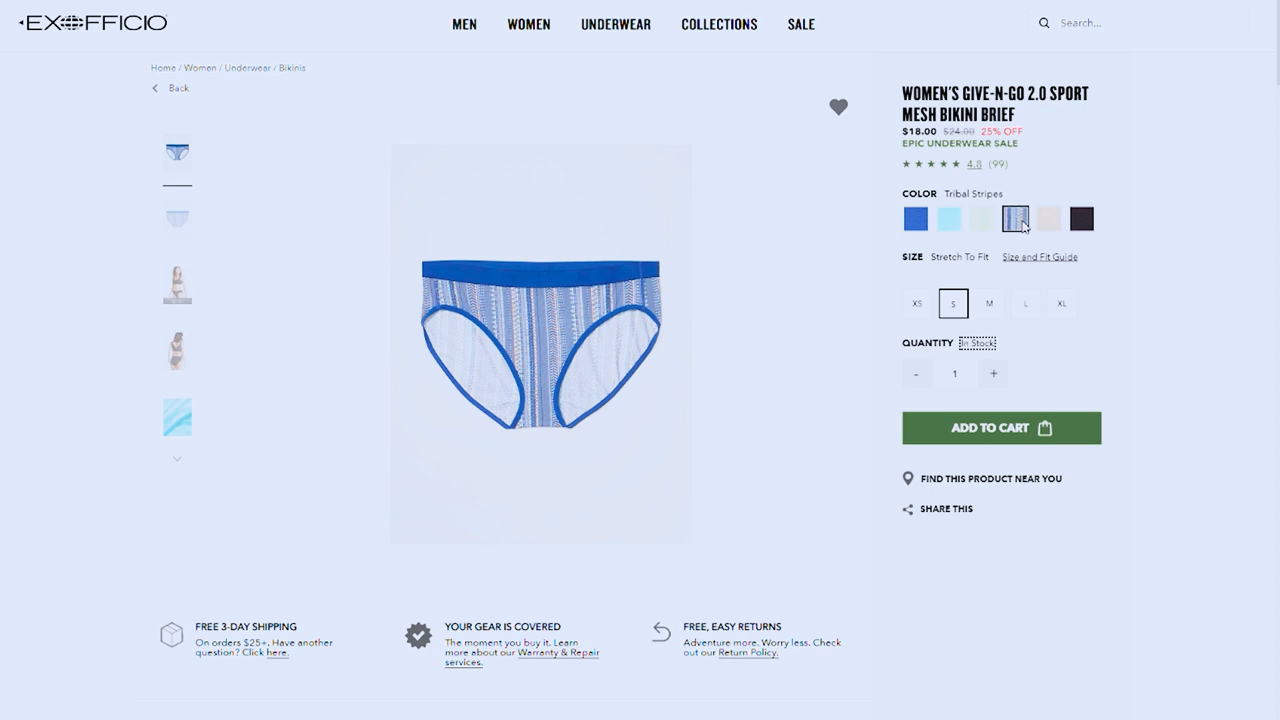 EXOFFICIO
MEN WOMEN UNDERWEAR COLLECTIONS SALE
Search...
Home / Women / Underwear / Bikinis
Back
WOMEN'S GIVE-N-GO 2.0 SPORT
MESH BIKINI BRIEF
$18.00 $24.00 25% OFF
EPIC UNDERWEAR SALE
4.8 (99)
COLOR Tribal Stripes
SIZE Stretch To Fit Size and Fit Guide
XS S M L XL
QUANTITY In Stock
- 1 +
ADD TO CART
FIND THIS PRODUCT NEAR YOU
SHARE THIS
FREE 3-DAY SHIPPING
On orders $25+. Have another
question? Click here.
YOUR GEAR IS COVERED
The moment you buy it. Learn
more about our Warranty & Repair
services.
FREE, EASY RETURNS
Adventure more. Worry less. Check
out our Return Policy.